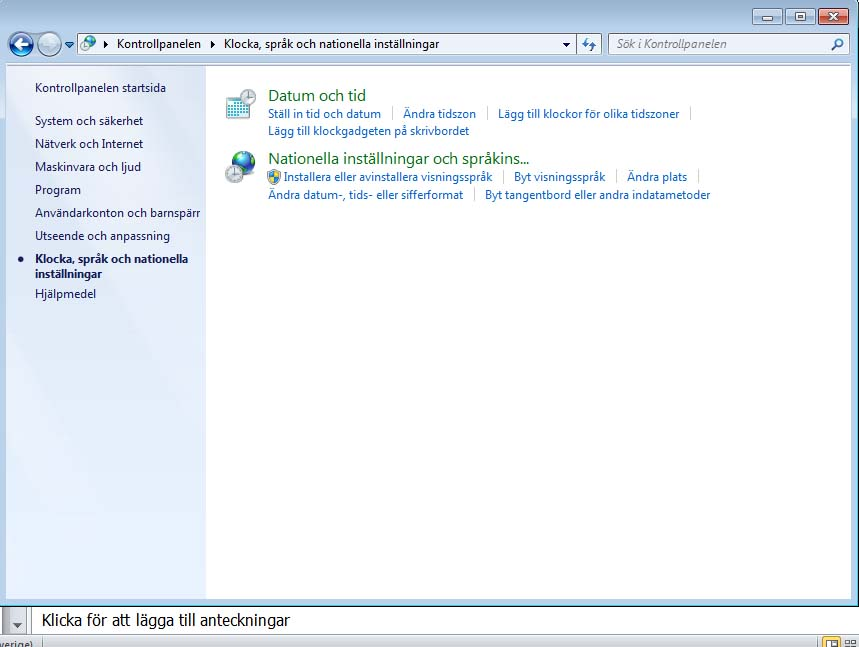 Kontrollpanelen Klocka, språk och nationella inställningar Sök i Kontrollpanelen
Kontrollpanelen startsida
System och säkerhet
Nätverk och Internet
Maskinvara och ljud
Program
Användarkonton och barnspärr
Utseende och anpassning
Klocka, språk och nationella
inställningar
Hjälpmedel
Datum och tid
Ställ in tid och datum Ändra tidszon Lägg till klockor för olika tidszoner
Lägg till klockgadgeten på skrivbordet
Nationella inställningar och språkins...
Installera eller avinstallera visningsspråk Byt visningsspråk Ändra plats
Ändra datum-, tids- eller sifferformat Byt tangentbord eller andra indatametoder
Klicka för att lägga till anteckningar
verige)